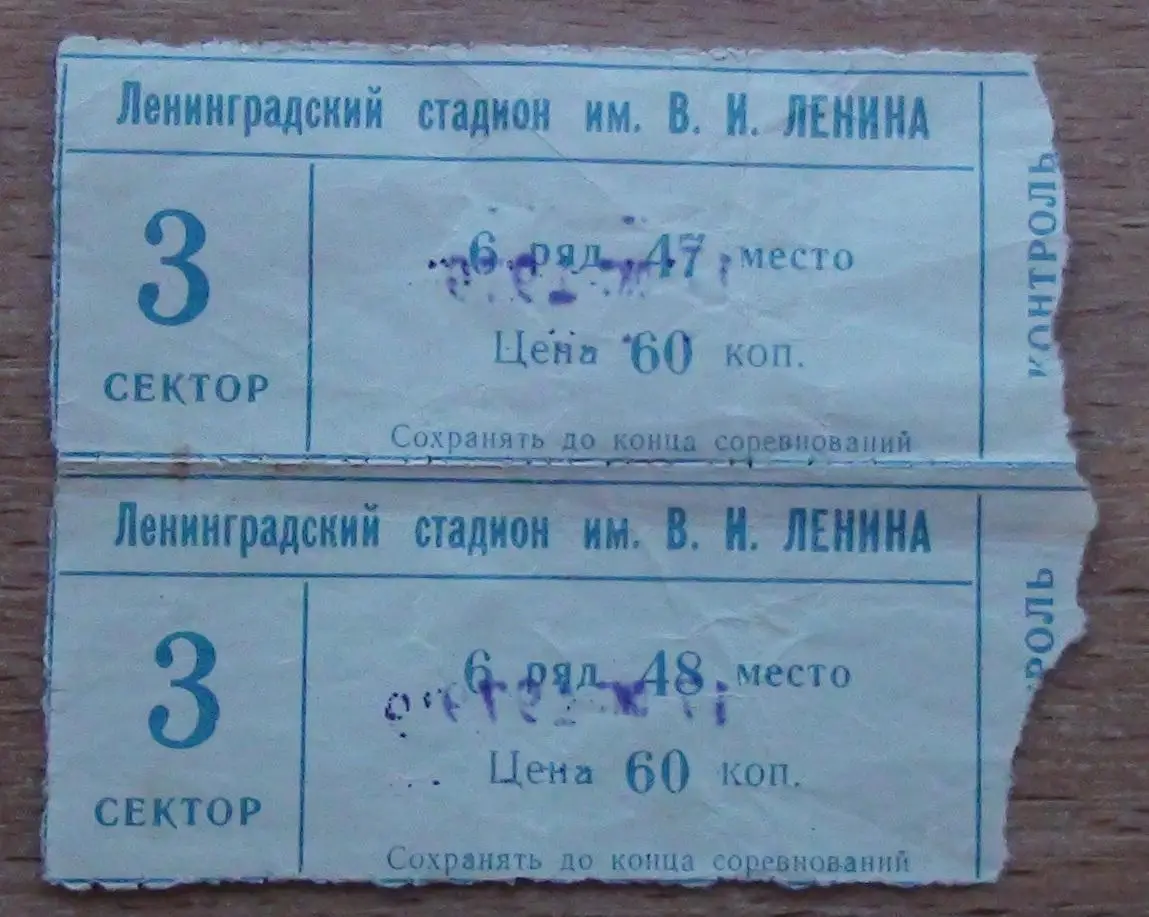 Ленинградский стадион им. В. И. ЛЕНИНА
3
СЕКТОР
6 ряд 47 место
Цена 60 коп.
Сохранять до конца соревнований
КОНТРОЛЬ
Ленинградский стадион им. В. И. ЛЕНИНА
3
СЕКТОР
6 ряд 48 место
Цена 60 коп.
Сохранять до конца соревнований
РОЛЬ